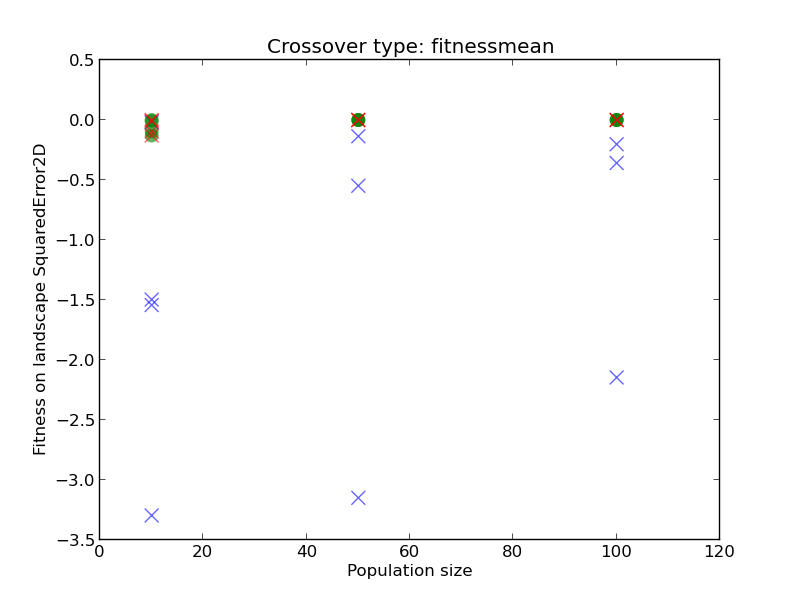 Crossover type: fitnessmean
0.5
0.0
−0.5
−1.0
−1.5
−2.0
−2.5
−3.0
−3.5
Fitness on landscape SquaredError2D
0 20 40 60 80 100 120
Population size